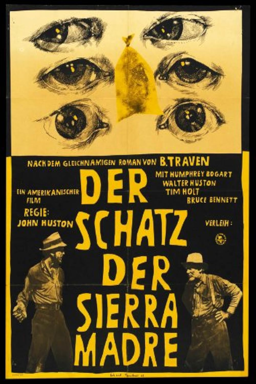 NACH DEM GLEICHNAMIGEN ROMAN VON B. TRAVEN
MIT HUMPHREY BOGART
WALTER HUSTON
TIM HOLT
BRUCE BENNETT
EIN AMERIKANISCHER
FILM
REGIE:
JOHN HUSTON
VERLEIH:
DER
SCHATZ
DER
SIERRA
MADRE